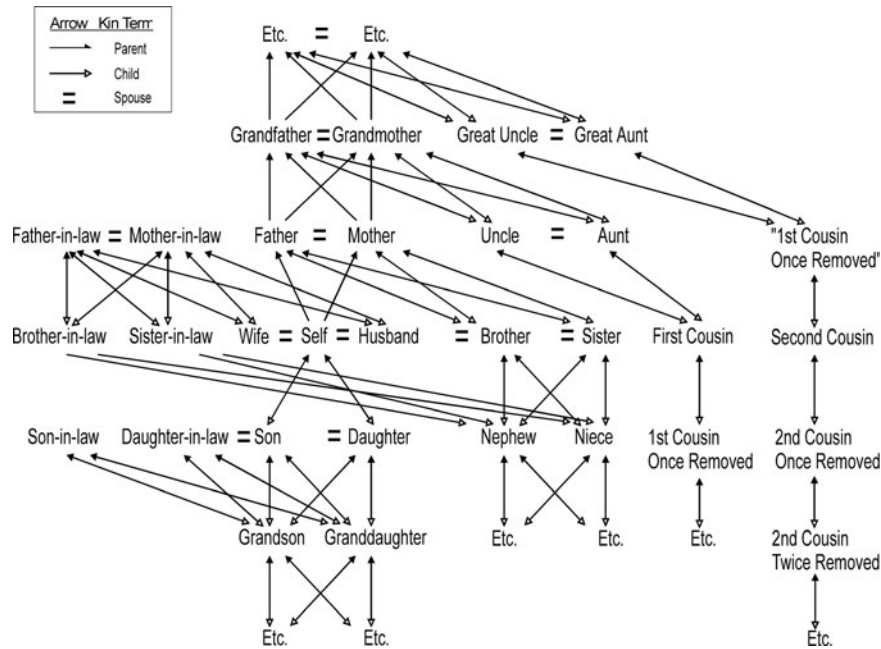 Arrow Kin Term
Parent
Child
= Spouse
Etc. = Etc.
Grandfather = Grandmother Great Uncle = Great Aunt
Father-in-law = Mother-in-law Father = Mother Uncle = Aunt "1st Cousin
Once Removed"
Brother-in-law Sister-in-law Wife = Self = Husband = Brother = Sister First Cousin Second Cousin
Son-in-law Daughter-in-law = Son = Daughter Nephew Niece 1st Cousin 2nd Cousin
Once Removed Once Removed
Grandson Granddaughter Etc. Etc. Etc. 2nd Cousin
Twice Removed
Etc. Etc. Etc.